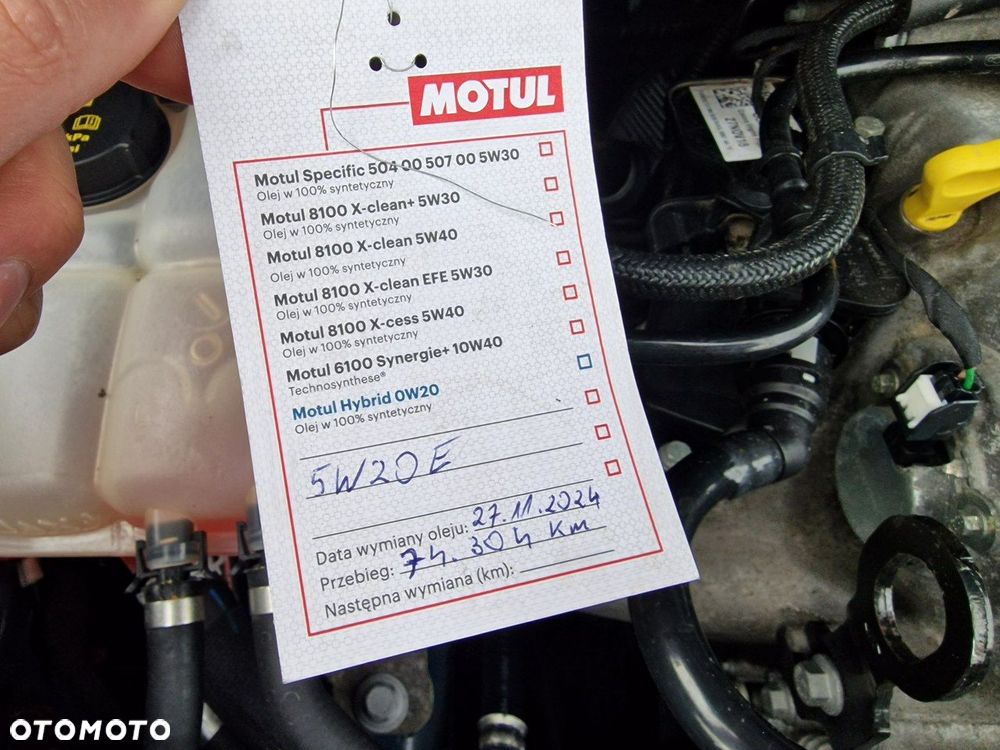 MOTUL
Motul Specific 504 00 507 00 5W30
Olej w 100% syntetyczny
Motul 8100 X-clean+ 5W30
Olej w 100% syntetyczny
Motul 8100 X-clean 5W40
Olej w 100% syntetyczny
Motul 8100 X-clean EFE 5W30
Olej w 100% syntetyczny
Motul 8100 X-cess 5W40
Olej w 100% syntetyczny
Motul 6100 Synergie+ 10W40
Technosynthese®
Motul Hybrid 0W20
Olej w 100% syntetyczny
5W20E
Data wymiany oleju: 27.11.2024
Przebieg: 74.304 km
Następna wymiana (km):
OTOMOTO